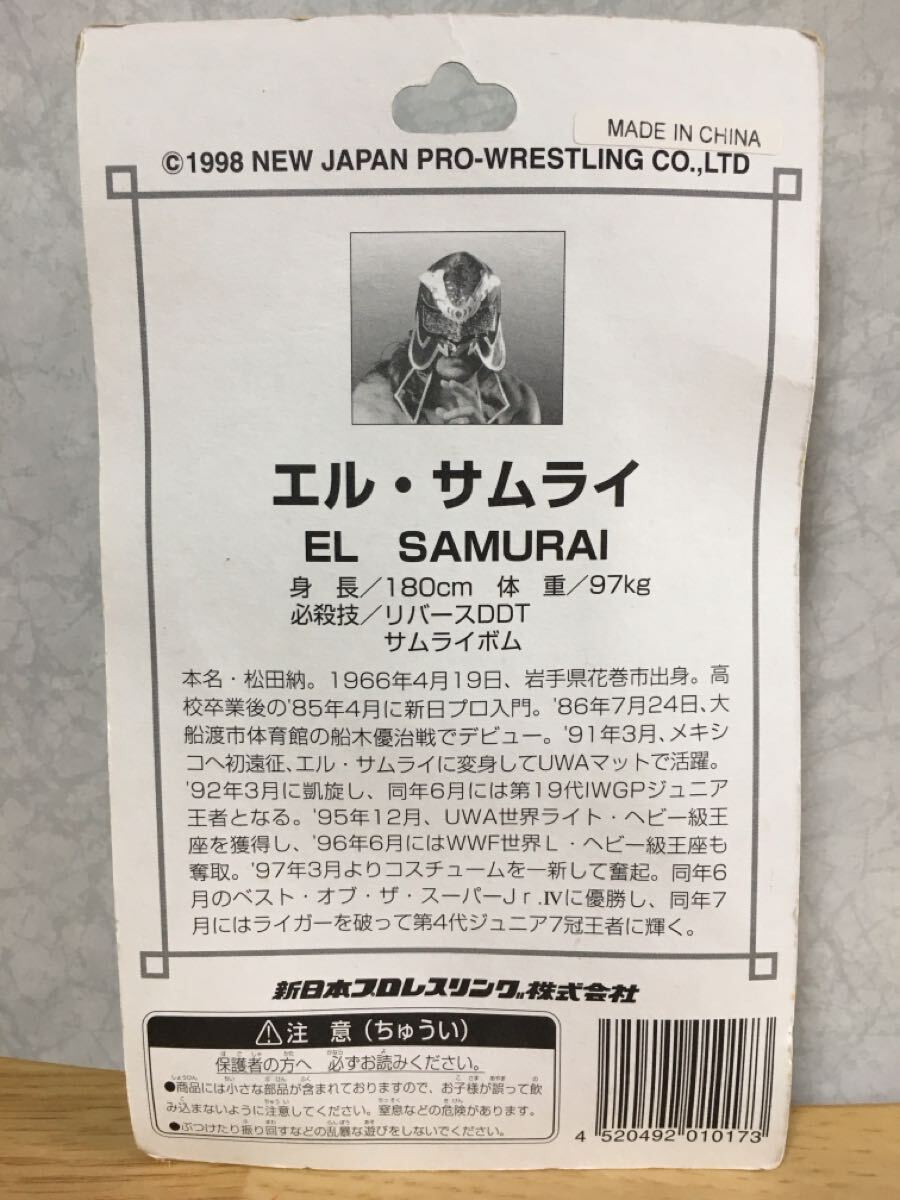 MADE IN CHINA
©1998 NEW JAPAN PRO-WRESTLING CO.,LTD
エル・サムライ
EL SAMURAI
身 長／180cm 体 重／97kg
必殺技／リバースDDT
サムライボム
本名・松田納。1966年4月19日、岩手県花巻市出身。高
校卒業後の'85年4月に新日プロ入門。'86年7月24日、大
船渡市体育館の船木優治戦でデビュー。'91年3月、メキシ
コへ初遠征、エル・サムライに変身してUWAマットで活躍。
'92年3月に凱旋し、同年6月には第19代IWGPジュニア
王者となる。'95年12月、UWA世界ライト・ヘビー級王
座を獲得し、'96年6月にはWWF世界L・ヘビー級王座も
奪取。'97年3月よりコスチュームを一新して奮起。同年6
月のベスト・オブ・ザ・スーパーJr.IVに優勝し、同年7
月にはライガーを破って第4代ジュニア7冠王者に輝く。
新日本プロレスリング株式会社
⚠注 意(ちゅうい)
保護者の方へ 必ずお読みください。
●商品には小さな部品が含まれておりますので、お子様が誤って飲
み込まないように注意してください。窒息などの危険があります。
●ぶつけたり振り回すなどの乱暴な遊びをしないでください。
4 520492 010173